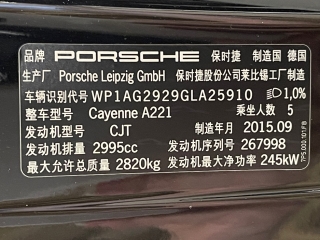 品牌 PORSCHE 保时捷 制造国 德国
生产厂 Porsche Leipzig GmbH 保时捷股份公司莱比锡工厂制造
车辆识别代号 WP1AG2929GLA25910 1,0%
整车型号 Cayenne A221 乘坐人数 5
发动机型号 CJT 制造年月 2015.09
发动机排量 2995cc 发动机序列号 267998
最大允许总质量 2820kg 发动机最大净功率 245kW
7P5.000.101.FB